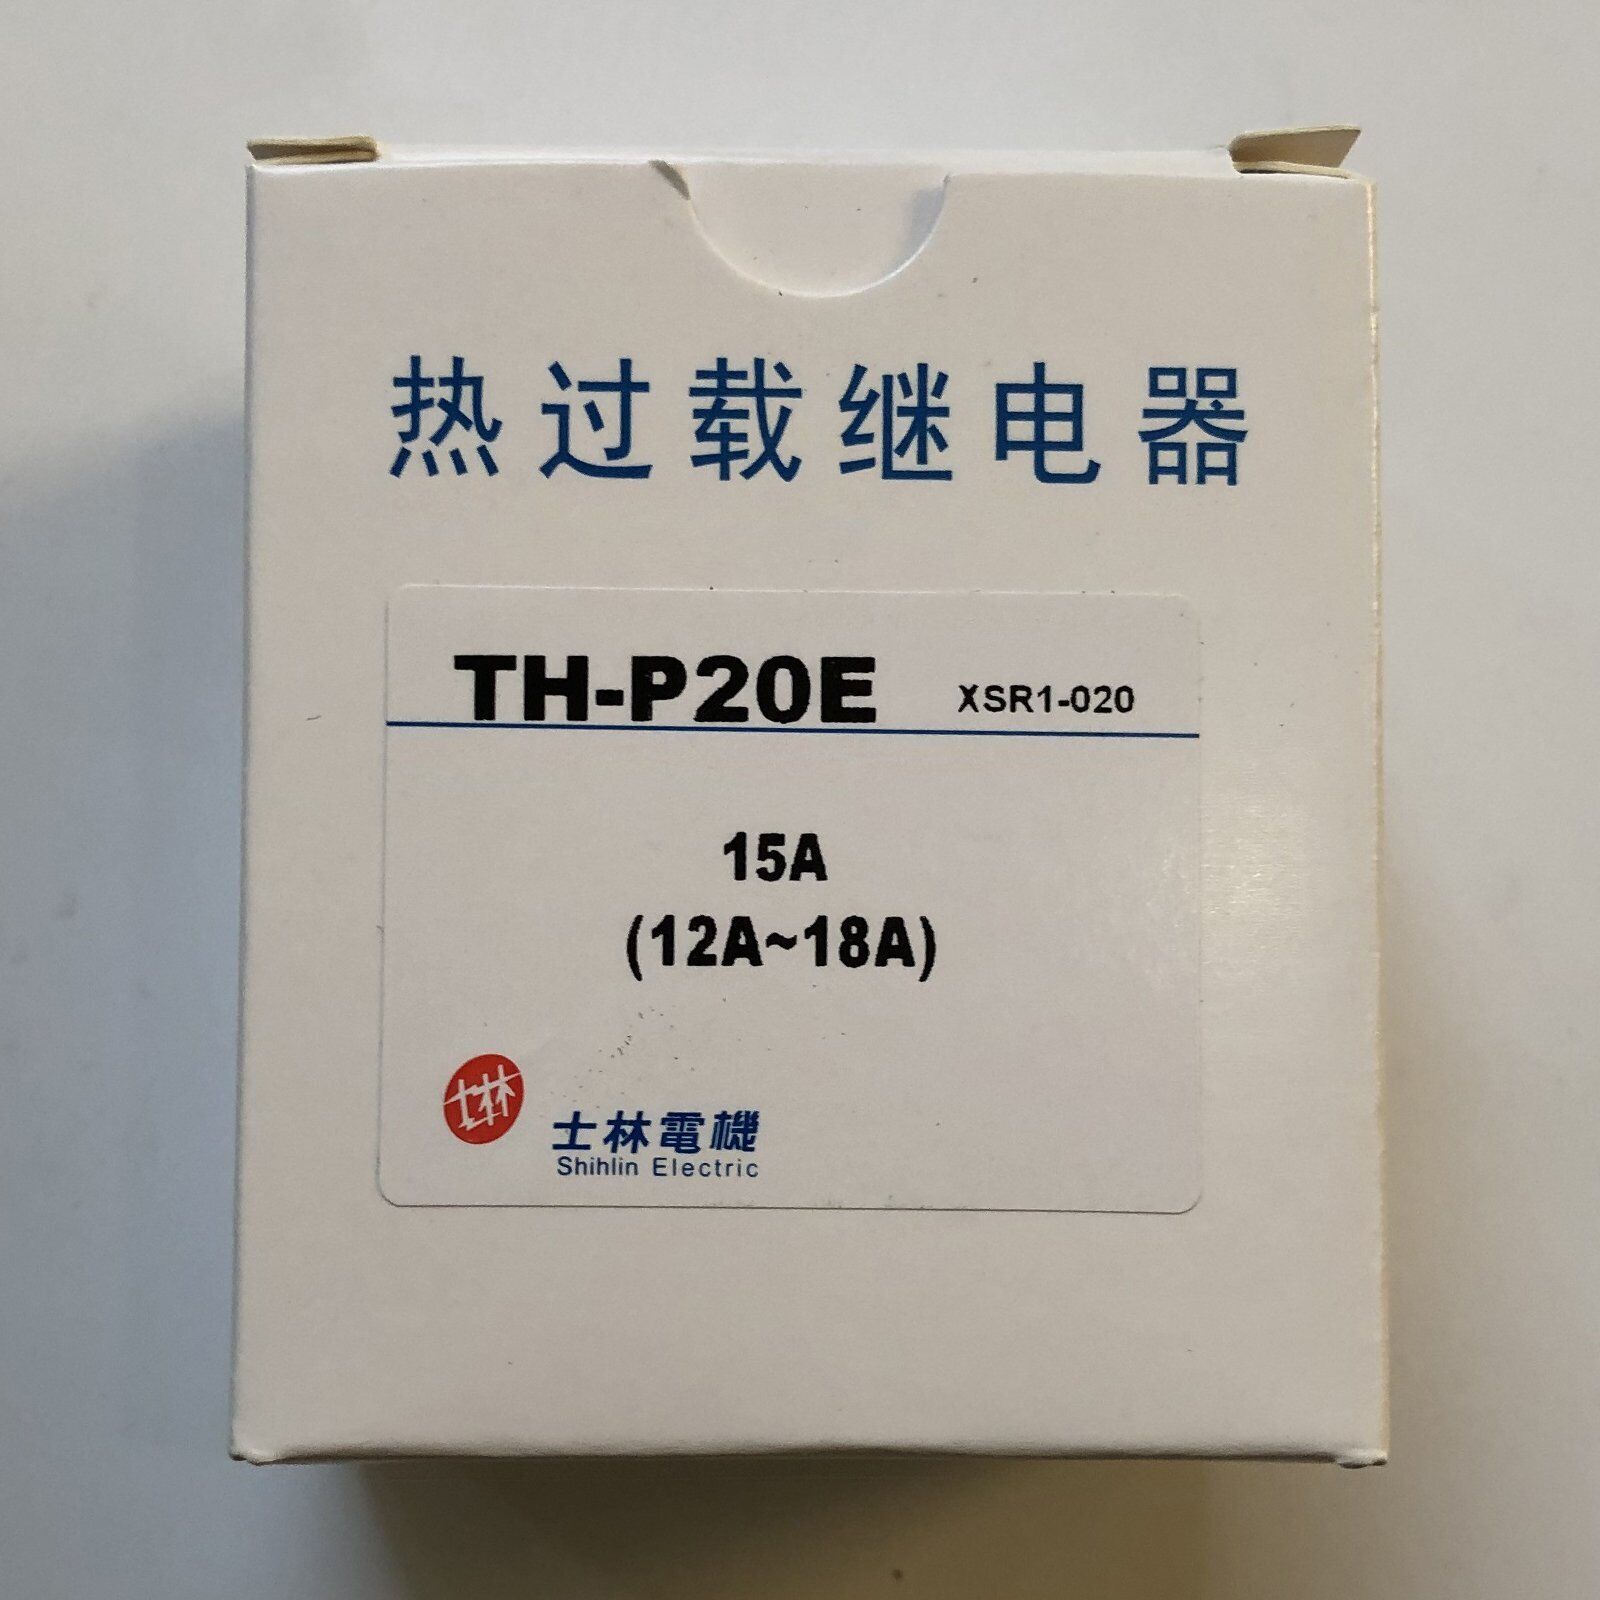 热过载继电器
TH-P20E XSR1-020
15A
(12A~18A)
士林
士林電機
Shihlin Electric